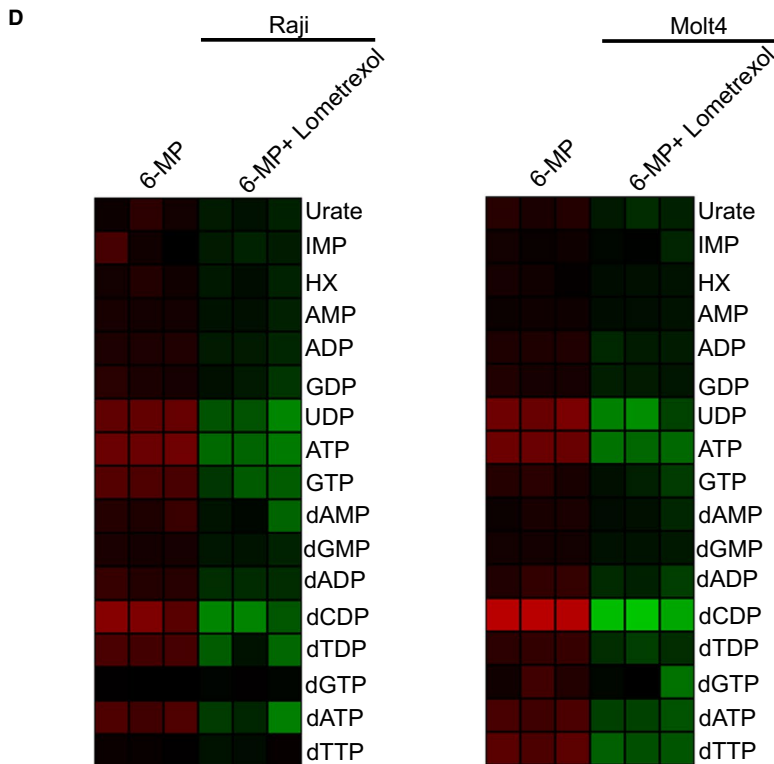 D
Raji
6-MP
6-MP+ Lometrexol
Urate
IMP
HX
AMP
ADP
GDP
UDP
ATP
GTP
dAMP
dGMP
dADP
dCDP
dTDP
dGTP
dATP
dTTP
Molt4
6-MP
6-MP+ Lometrexol
Urate
IMP
HX
AMP
ADP
GDP
UDP
ATP
GTP
dAMP
dGMP
dADP
dCDP
dTDP
dGTP
dATP
dTTP